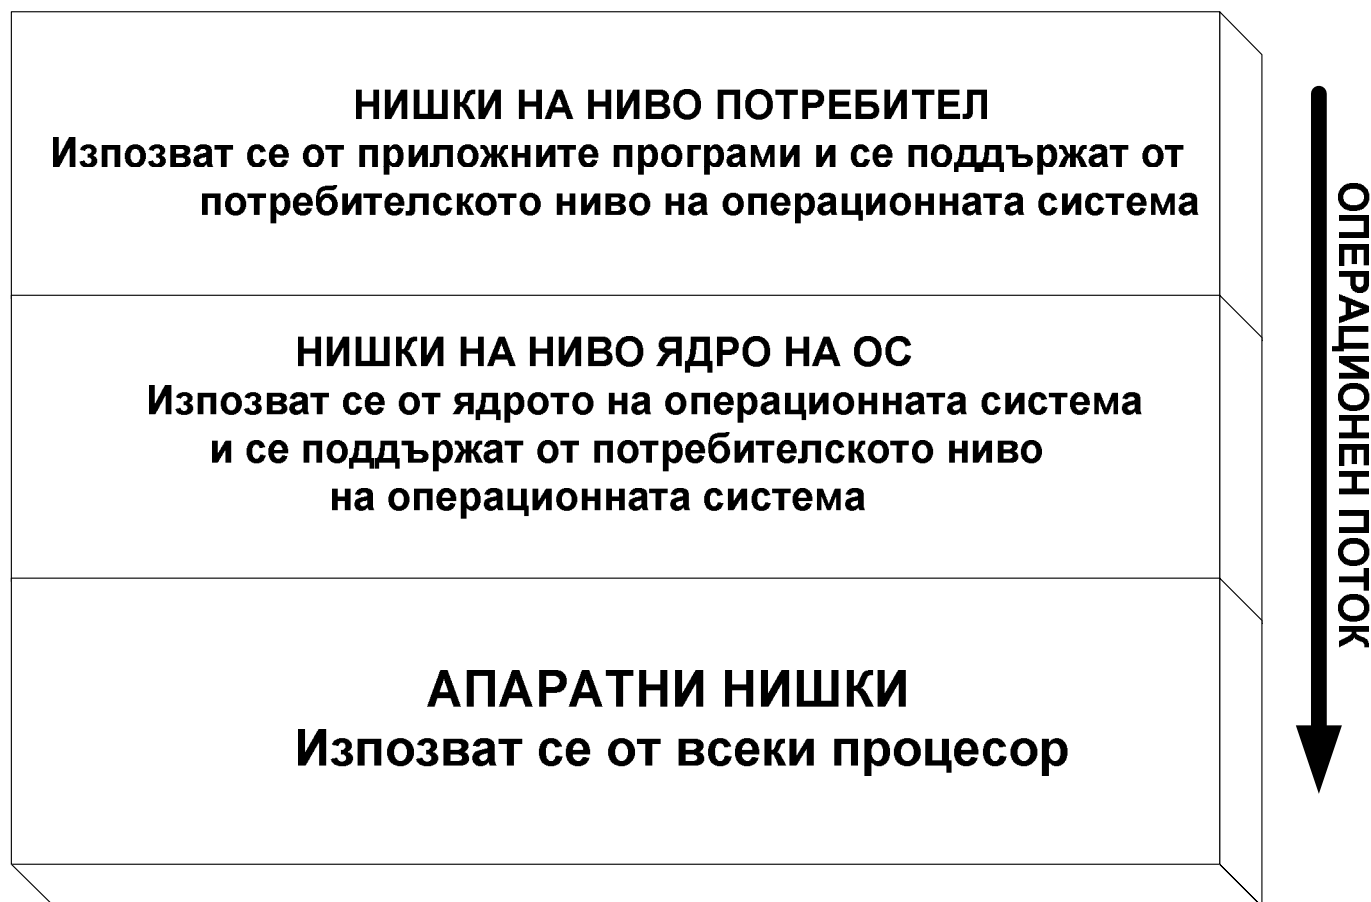 НИШКИ НА НИВО ПОТРЕБИТЕЛ
Изпозват се от приложните програми и се поддържат от
потребителското ниво на операционната система
НИШКИ НА НИВО ЯДРО НА ОС
Изпозват се от ядрото на операционната система
и се поддържат от потребителското ниво
на операционната система
АПАРАТНИ НИШКИ
Изпозват се от всеки процесор
ОПЕРАЦИОНЕН ПОТОК